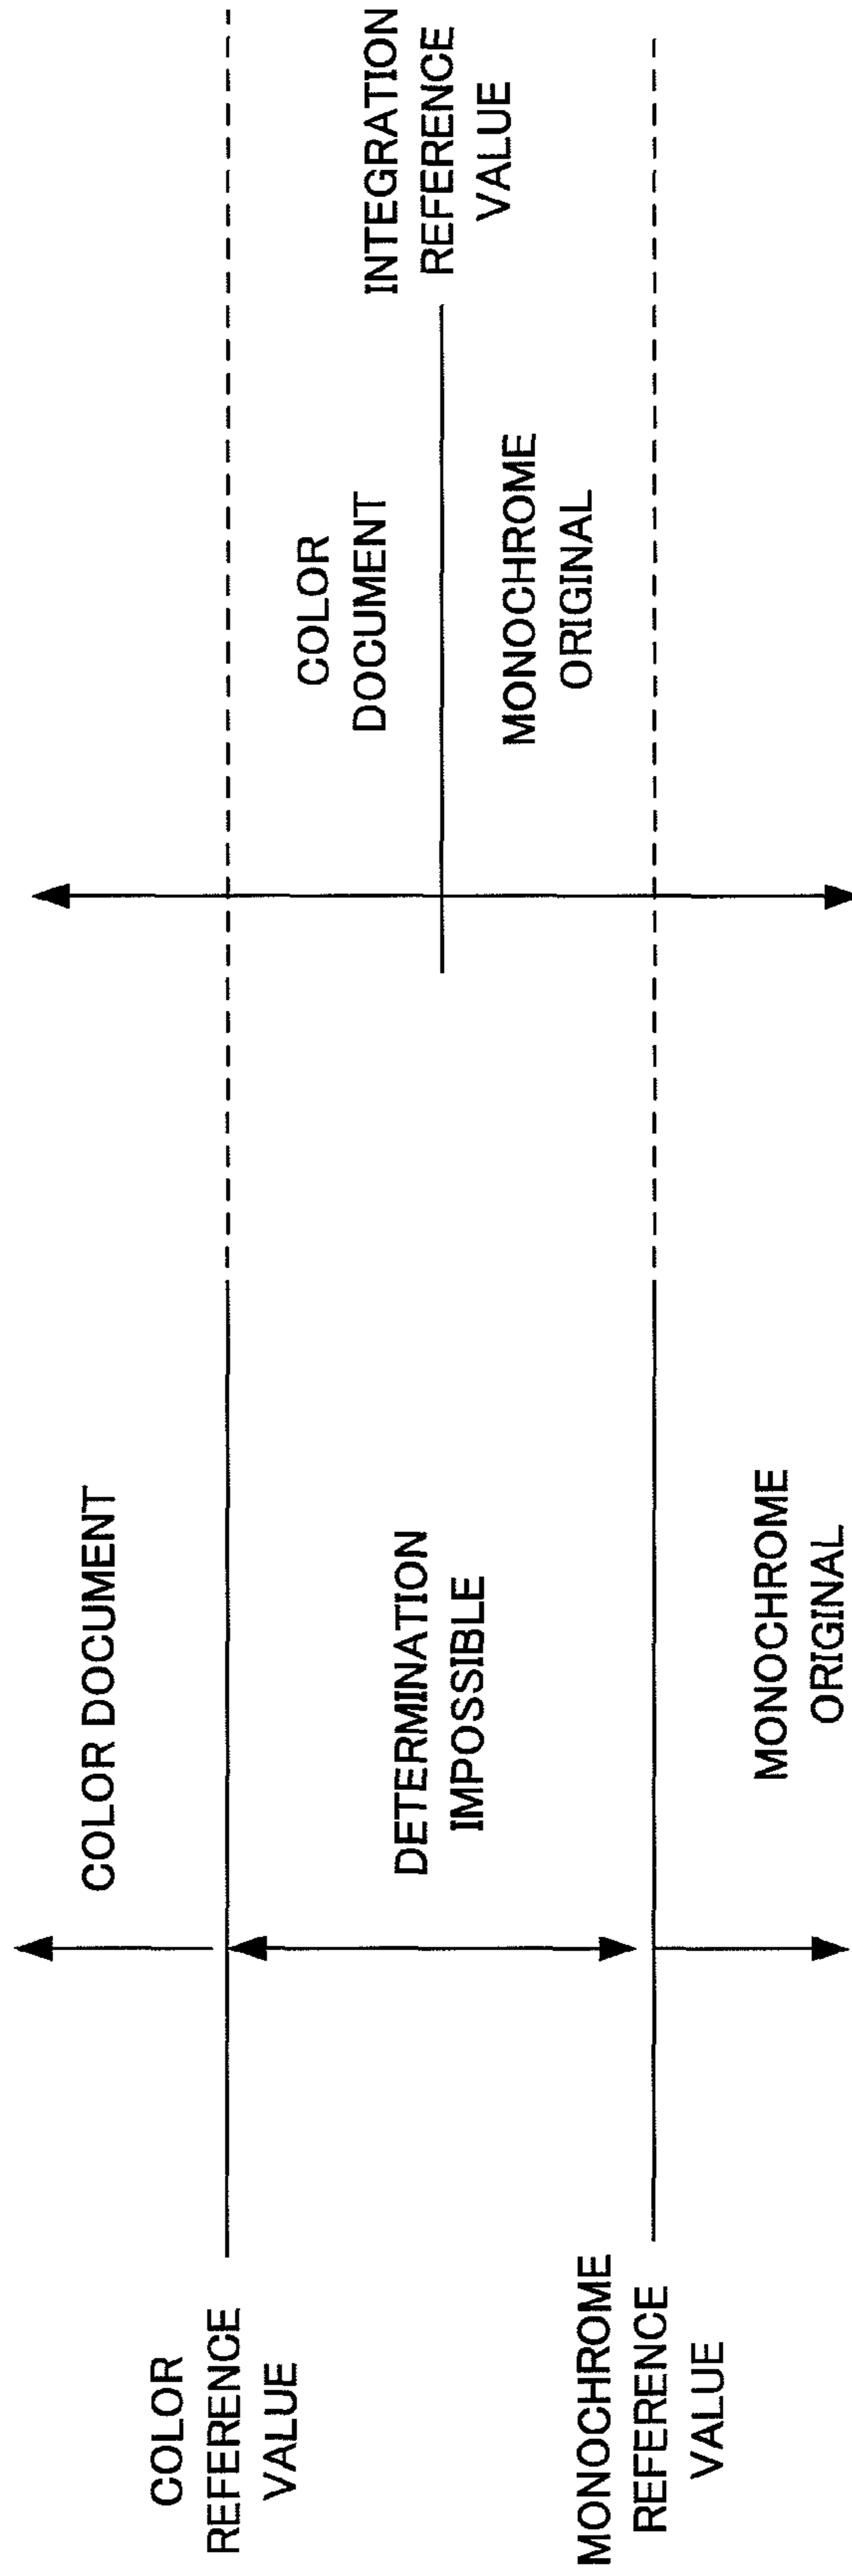 COLOR
REFERENCE
VALUE
MONOCHROME
REFERENCE
VALUE
COLOR DOCUMENT
DETERMINATION
IMPOSSIBLE
MONOCHROME
ORIGINAL
COLOR
DOCUMENT
MONOCHROME
ORIGINAL
INTEGRATION
REFERENCE
VALUE